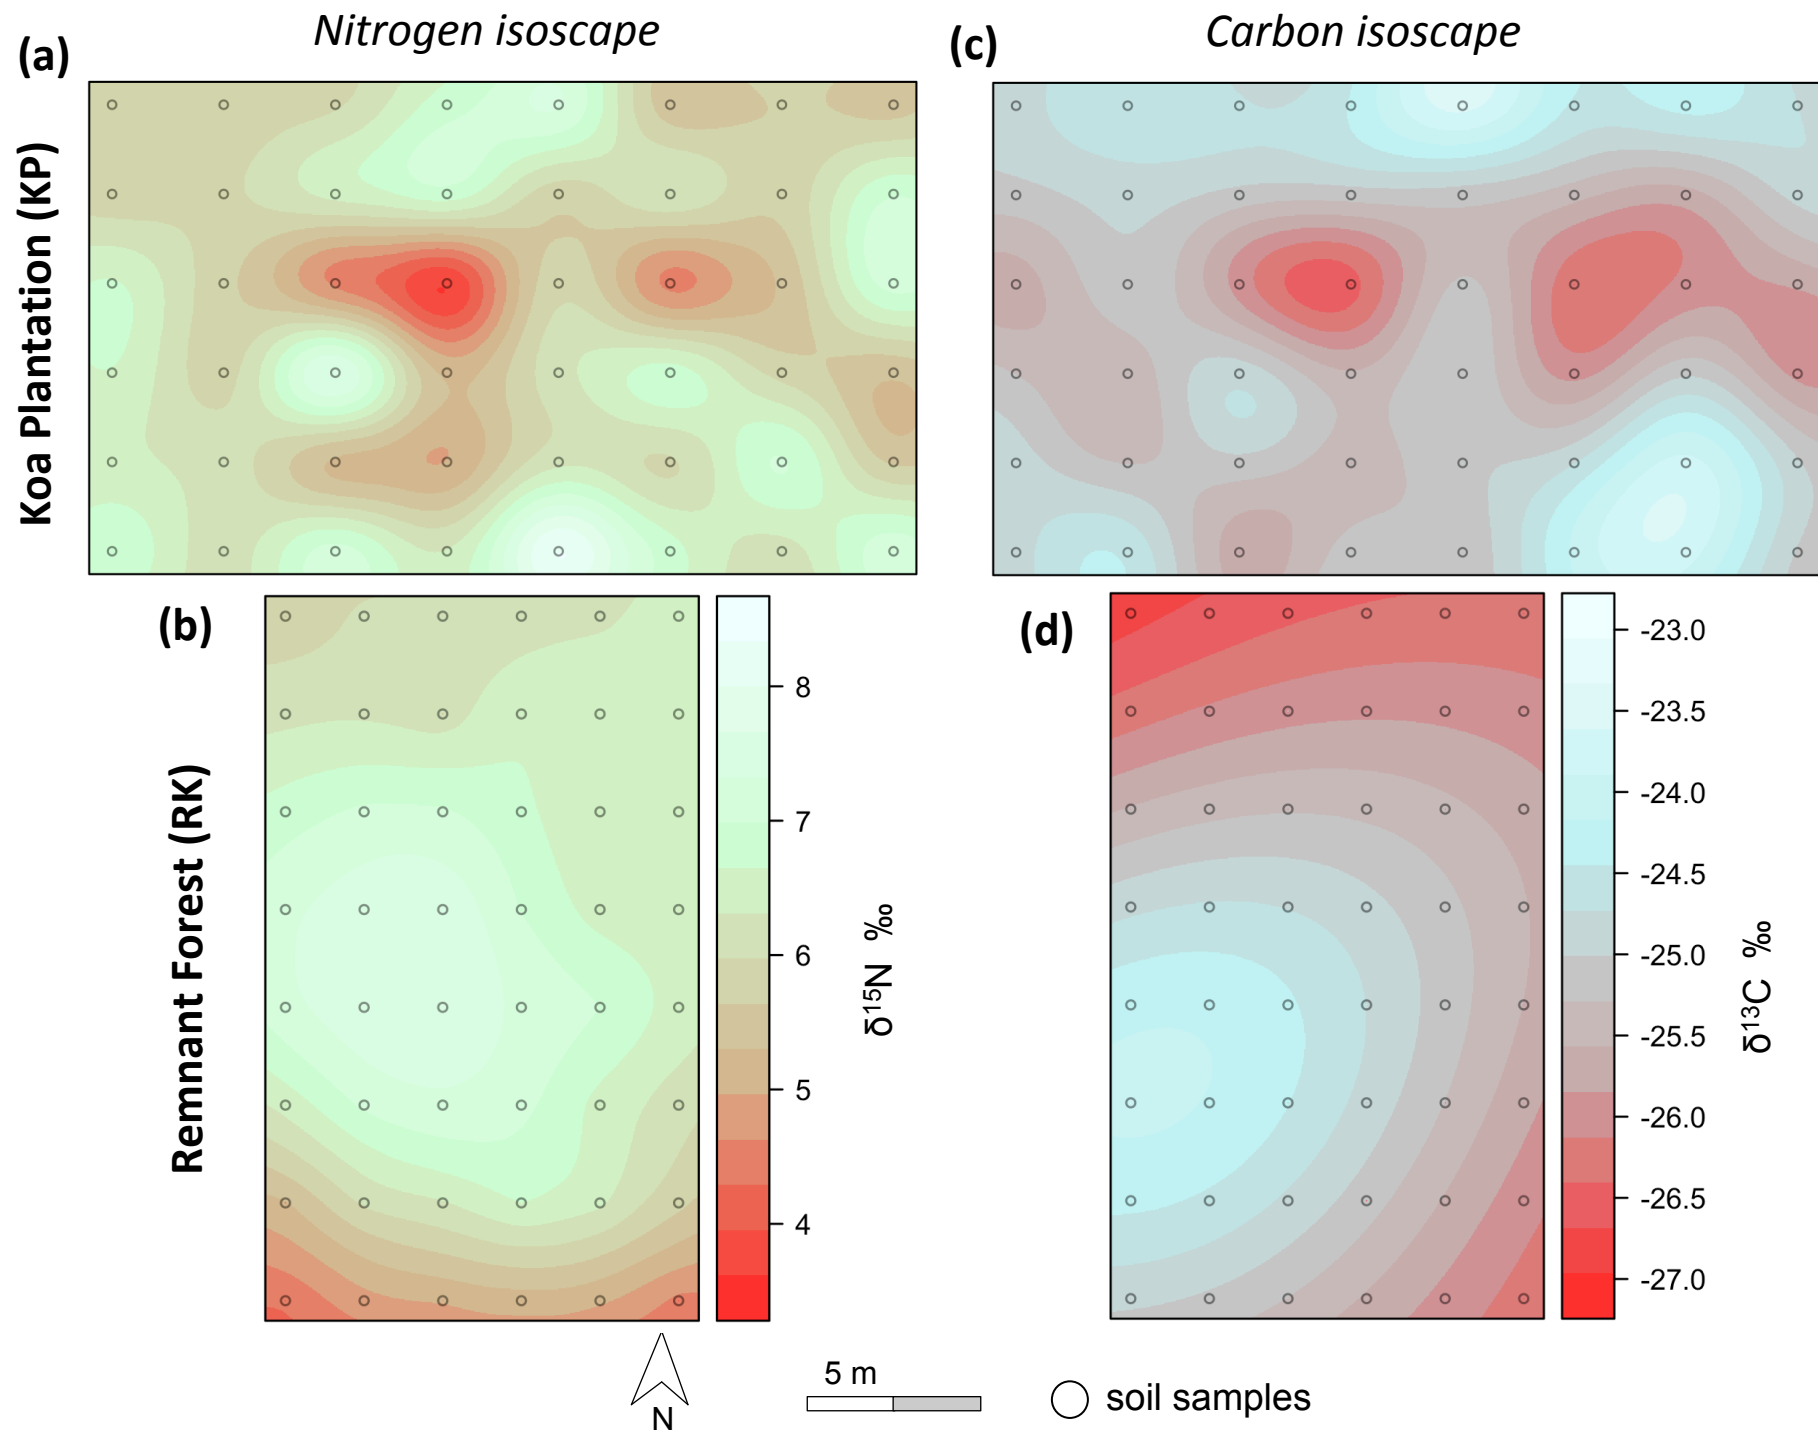 Nitrogen isoscape
Carbon isoscape
(a)
(c)
Koa Plantation (KP)
(b)
(d)
Remnant Forest (RK)
8
7
6
5
4
δ¹⁵N ‰
-23.0
-23.5
-24.0
-24.5
-25.0
-25.5
-26.0
-26.5
-27.0
δ¹³C ‰
N
5 m
soil samples